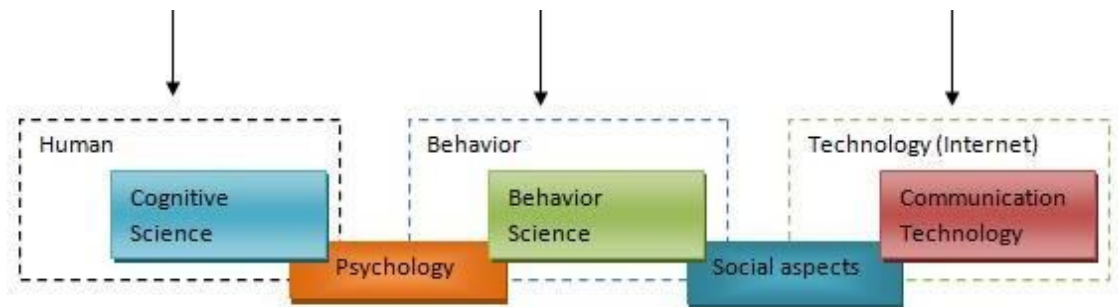 Human
Cognitive
Science
Psychology
Behavior
Behavior
Science
Social aspects
Technology (Internet)
Communication
Technology